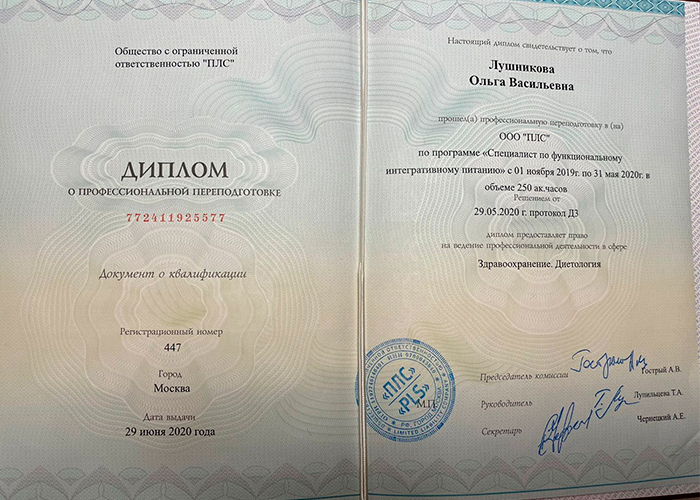 Общество с ограниченной
ответственностью "ПЛС"
ДИПЛОМ
О ПРОФЕССИОНАЛЬНОЙ ПЕРЕПОДГОТОВКЕ
772411925577
Документ о квалификации
Регистрационный номер
447
Город
Москва
Дата выдачи
29 июня 2020 года
Настоящий диплом свидетельствует о том, что
Лушникова
Ольга Васильевна
прошел(а) профессиональную переподготовку в (на)
ООО "ПЛС"
по программе «Специалист по функциональному
интегративному питанию» с 01 ноября 2019г. по 31 мая 2020г. в
объеме 250 ак.часов
Решением от
29.05.2020 г. протокол Д3
диплом предоставляет право
на ведение профессиональной деятельности в сфере
Здравоохранение. Диетология
Председатель комиссии
Гострый А.В.
М.П.
Руководитель
Лупильцева Т.А.
Секретарь
Чернецкий А.Е.
«ПЛС»
«PLS»